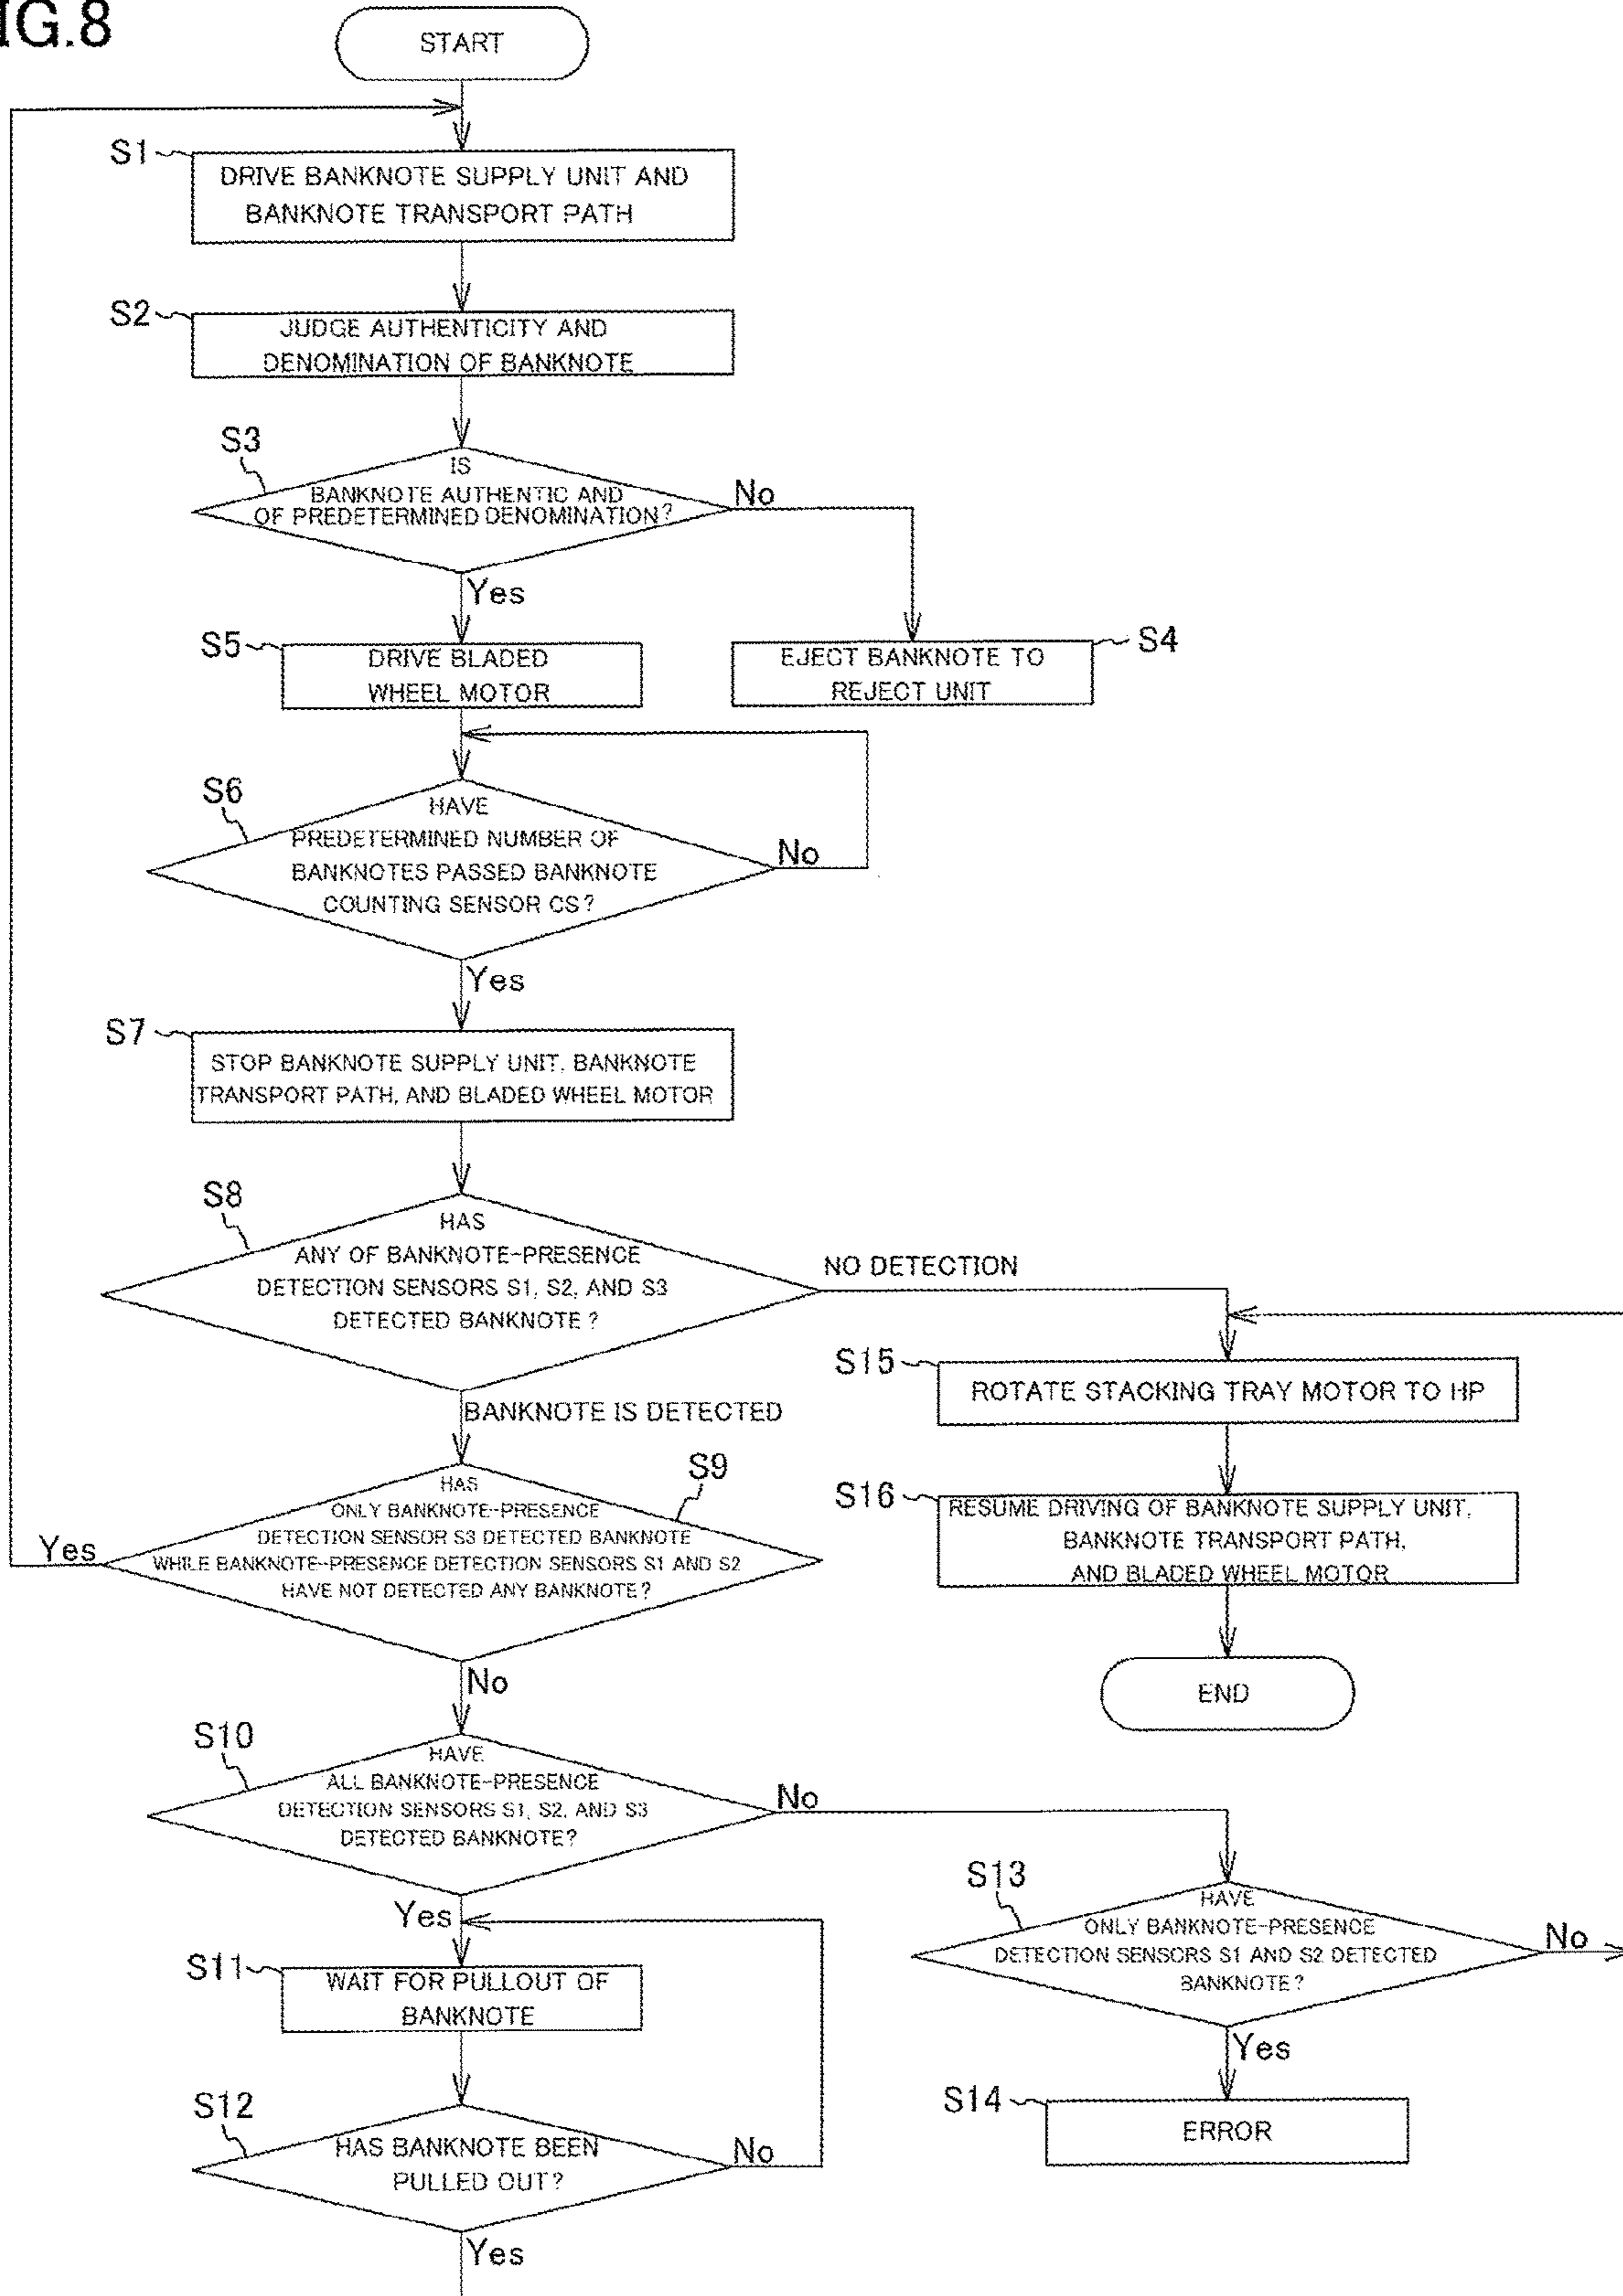 IG.8
START
S1
DRIVE BANKNOTE SUPPLY UNIT AND
BANKNOTE TRANSPORT PATH
S2
JUDGE AUTHENTICITY AND
DENOMINATION OF BANKNOTE
S3
IS
BANKNOTE AUTHENTIC AND
OF PREDETERMINED DENOMINATION?
No
Yes
S5
DRIVE BLADED
WHEEL MOTOR
EJECT BANKNOTE TO
REJECT UNIT
S4
S6
HAVE
PREDETERMINED NUMBER OF
BANKNOTES PASSED BANKNOTE
COUNTING SENSOR CS?
No
Yes
S7
STOP BANKNOTE SUPPLY UNIT, BANKNOTE
TRANSPORT PATH, AND BLADED WHEEL MOTOR
S8
HAS
ANY OF BANKNOTE-PRESENCE
DETECTION SENSORS S1, S2, AND S3
DETECTED BANKNOTE?
NO DETECTION
BANKNOTE IS DETECTED
S15
ROTATE STACKING TRAY MOTOR TO HP
S9
HAS
ONLY BANKNOTE-PRESENCE
DETECTION SENSOR S3 DETECTED BANKNOTE
WHILE BANKNOTE-PRESENCE DETECTION SENSORS S1 AND S2
HAVE NOT DETECTED ANY BANKNOTE?
Yes
No
S16
RESUME DRIVING OF BANKNOTE SUPPLY UNIT,
BANKNOTE TRANSPORT PATH,
AND BLADED WHEEL MOTOR
END
S10
HAVE
ALL BANKNOTE-PRESENCE
DETECTION SENSORS S1, S2, AND S3
DETECTED BANKNOTE?
No
Yes
S13
HAVE
ONLY BANKNOTE-PRESENCE
DETECTION SENSORS S1 AND S2 DETECTED
BANKNOTE?
No
Yes
S11
WAIT FOR PULLOUT OF
BANKNOTE
S14
ERROR
S12
HAS BANKNOTE BEEN
PULLED OUT?
No
Yes